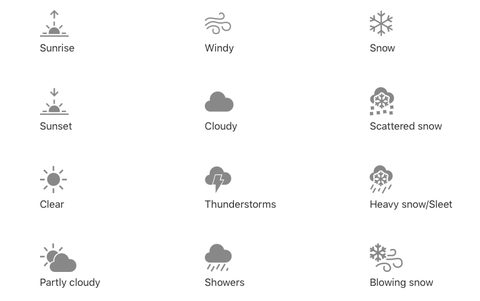 Sunrise
Windy
Snow
Sunset
Cloudy
Scattered snow
Clear
Thunderstorms
Heavy snow/Sleet
Partly cloudy
Showers
Blowing snow